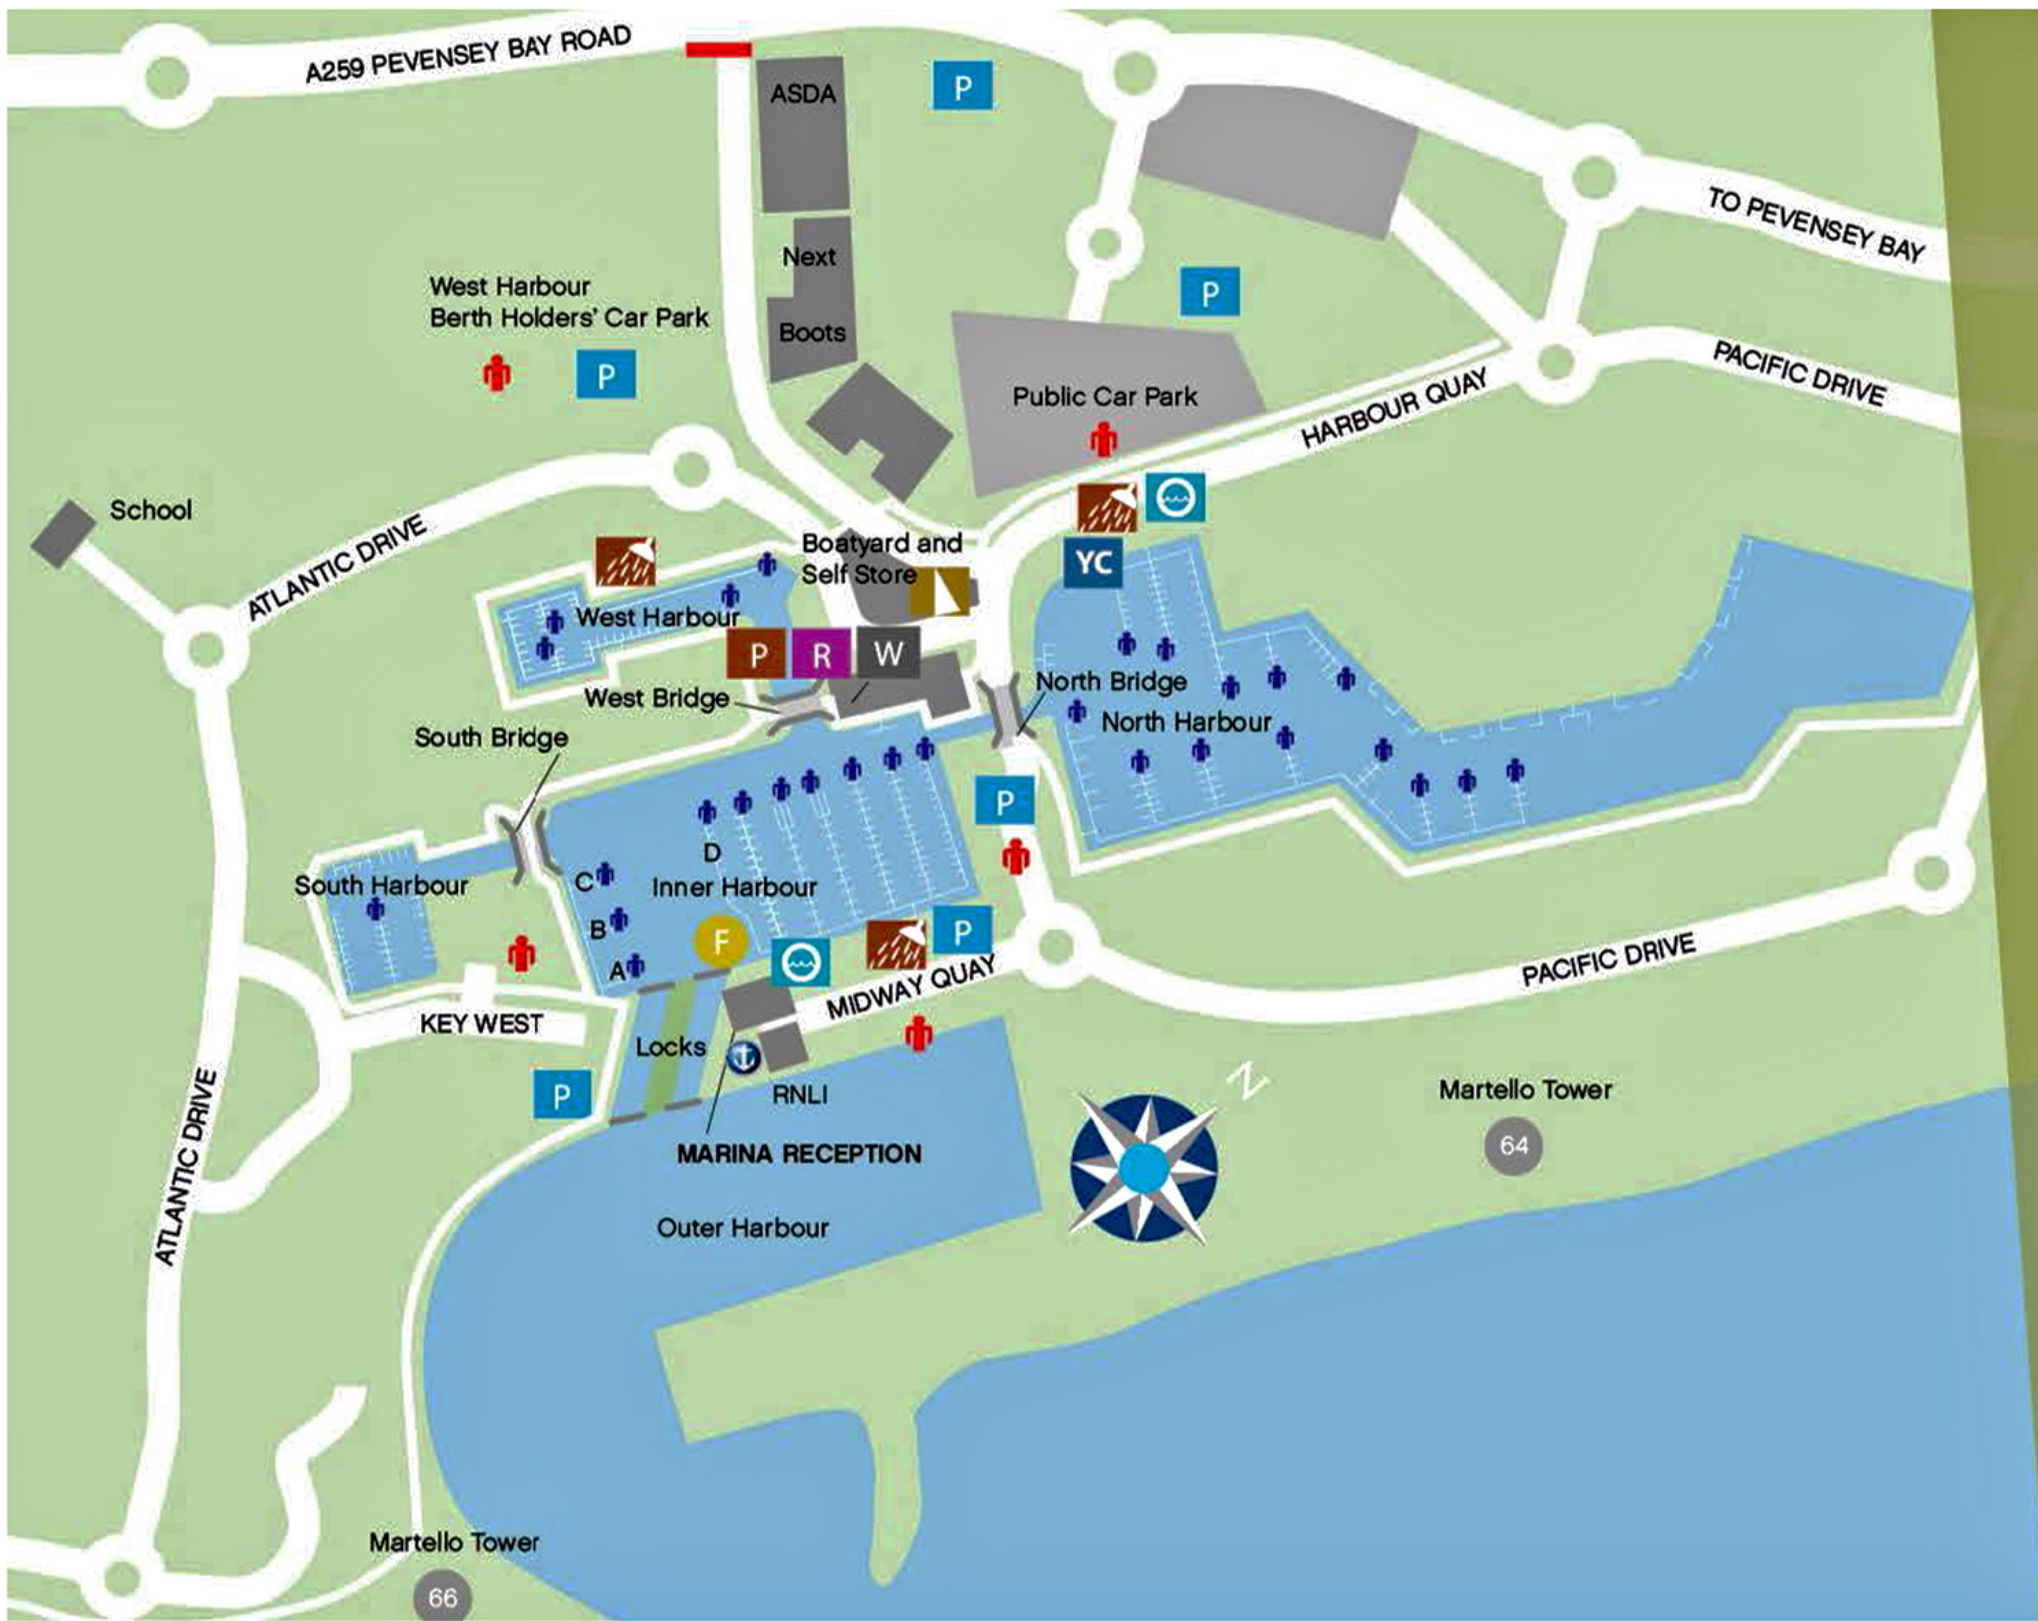 A259 PEVENSEY BAY ROAD
ASDA
P
TO PEVENSEY BAY
Next
West Harbour
Berth Holders' Car Park
P
P
Boots
PACIFIC DRIVE
Public Car Park
HARBOUR QUAY
School
ATLANTIC DRIVE
Boatyard and
Self Store
YC
West Harbour
P
R
W
West Bridge
North Bridge
South Bridge
North Harbour
P
D
C
South Harbour
Inner Harbour
B
F
P
A
MIDWAY QUAY
PACIFIC DRIVE
KEY WEST
Locks
P
RNLI
N
Martello Tower
64
MARINA RECEPTION
ATLANTIC DRIVE
Outer Harbour
Martello Tower
66